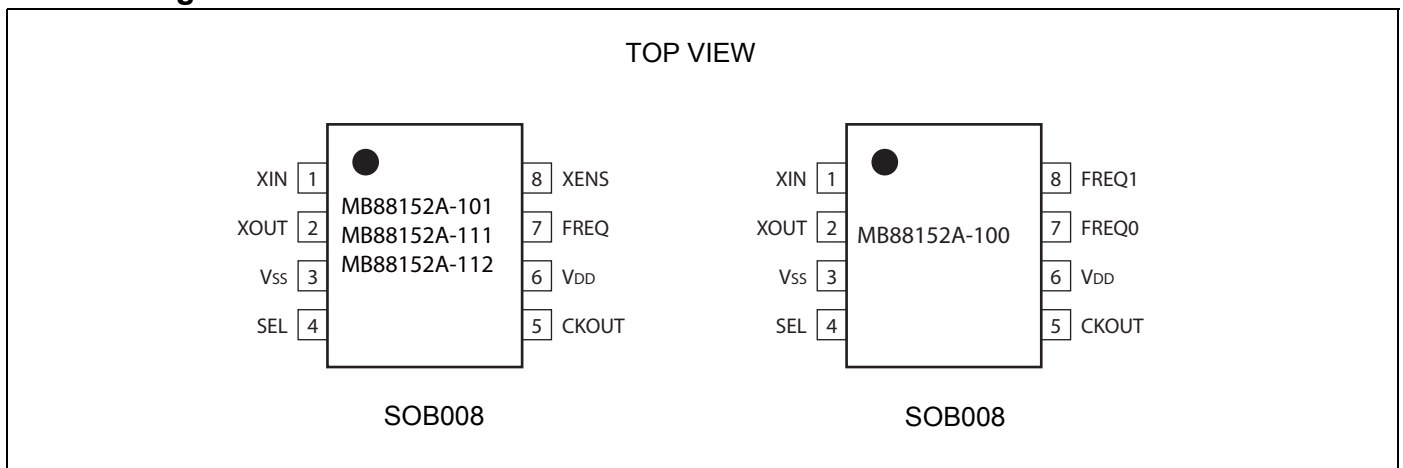 TOP VIEW
XIN 1
XOUT 2
VSS 3
SEL 4
MB88152A-101
MB88152A-111
MB88152A-112
8 XENS
7 FREQ
6 VDD
5 CKOUT
SOB008
XIN 1
XOUT 2
VSS 3
SEL 4
MB88152A-100
8 FREQ1
7 FREQ0
6 VDD
5 CKOUT
SOB008